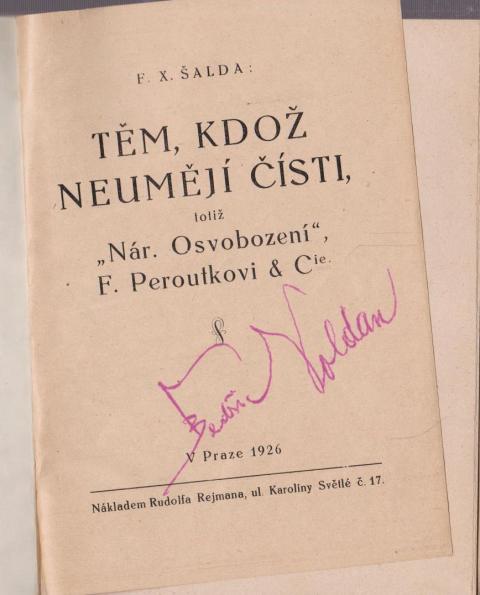 F. X. ŠALDA:
TĚM, KDOŽ
NEUMĚJÍ ČÍSTI,
totiž
„Nár. Osvobození“,
F. Peroutkovi & Cie.
Voldan
V Praze 1926
Nákladem Rudolfa Rejmana, ul. Karoliny Světlé č. 17.